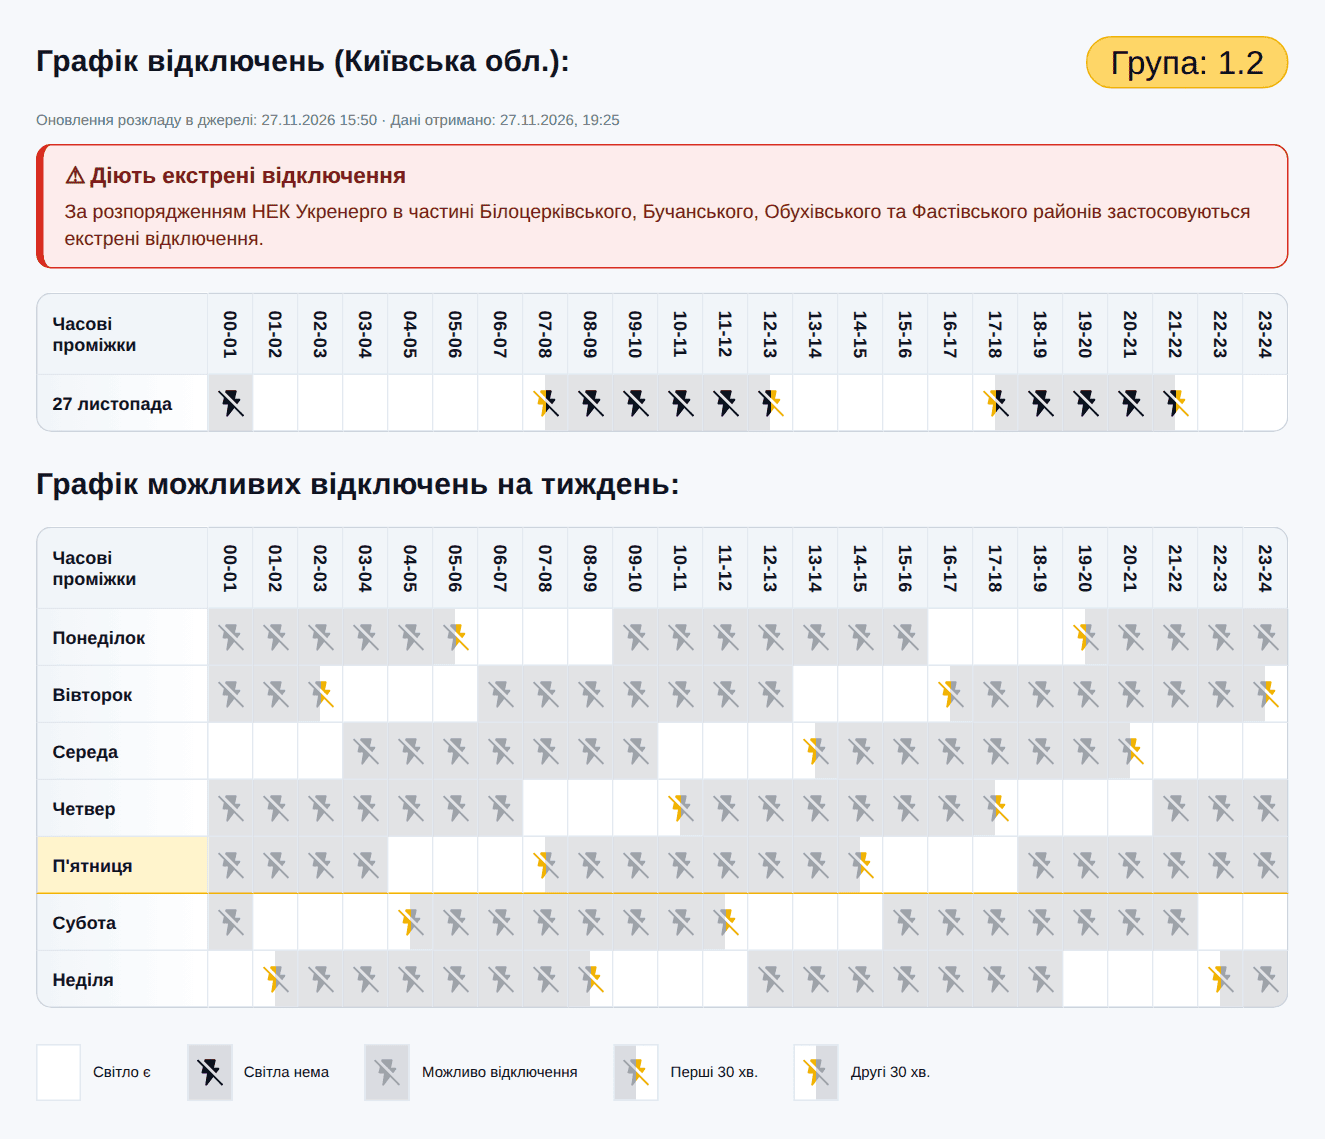 Графік відключень (Київська обл.):
Група: 1.2
Оновлення розкладу в джерелі: 27.11.2026 15:50 · Дані отримано: 27.11.2026, 19:25
⚠ Діють екстрені відключення
За розпорядженням НЕК Укренерго в частині Білоцерківського, Бучанського, Обухівського та Фастівського районів застосовуються
екстрені відключення.
Часові
проміжки
00-01 01-02 02-03 03-04 04-05 05-06 06-07 07-08 08-09 09-10 10-11 11-12 12-13 13-14 14-15 15-16 16-17 17-18 18-19 19-20 20-21 21-22 22-23 23-24
27 листопада
Графік можливих відключень на тиждень:
Часові
проміжки
00-01 01-02 02-03 03-04 04-05 05-06 06-07 07-08 08-09 09-10 10-11 11-12 12-13 13-14 14-15 15-16 16-17 17-18 18-19 19-20 20-21 21-22 22-23 23-24
Понеділок
Вівторок
Середа
Четвер
П'ятниця
Субота
Неділя
Світло є
Світла нема
Можливо відключення
Перші 30 хв.
Другі 30 хв.